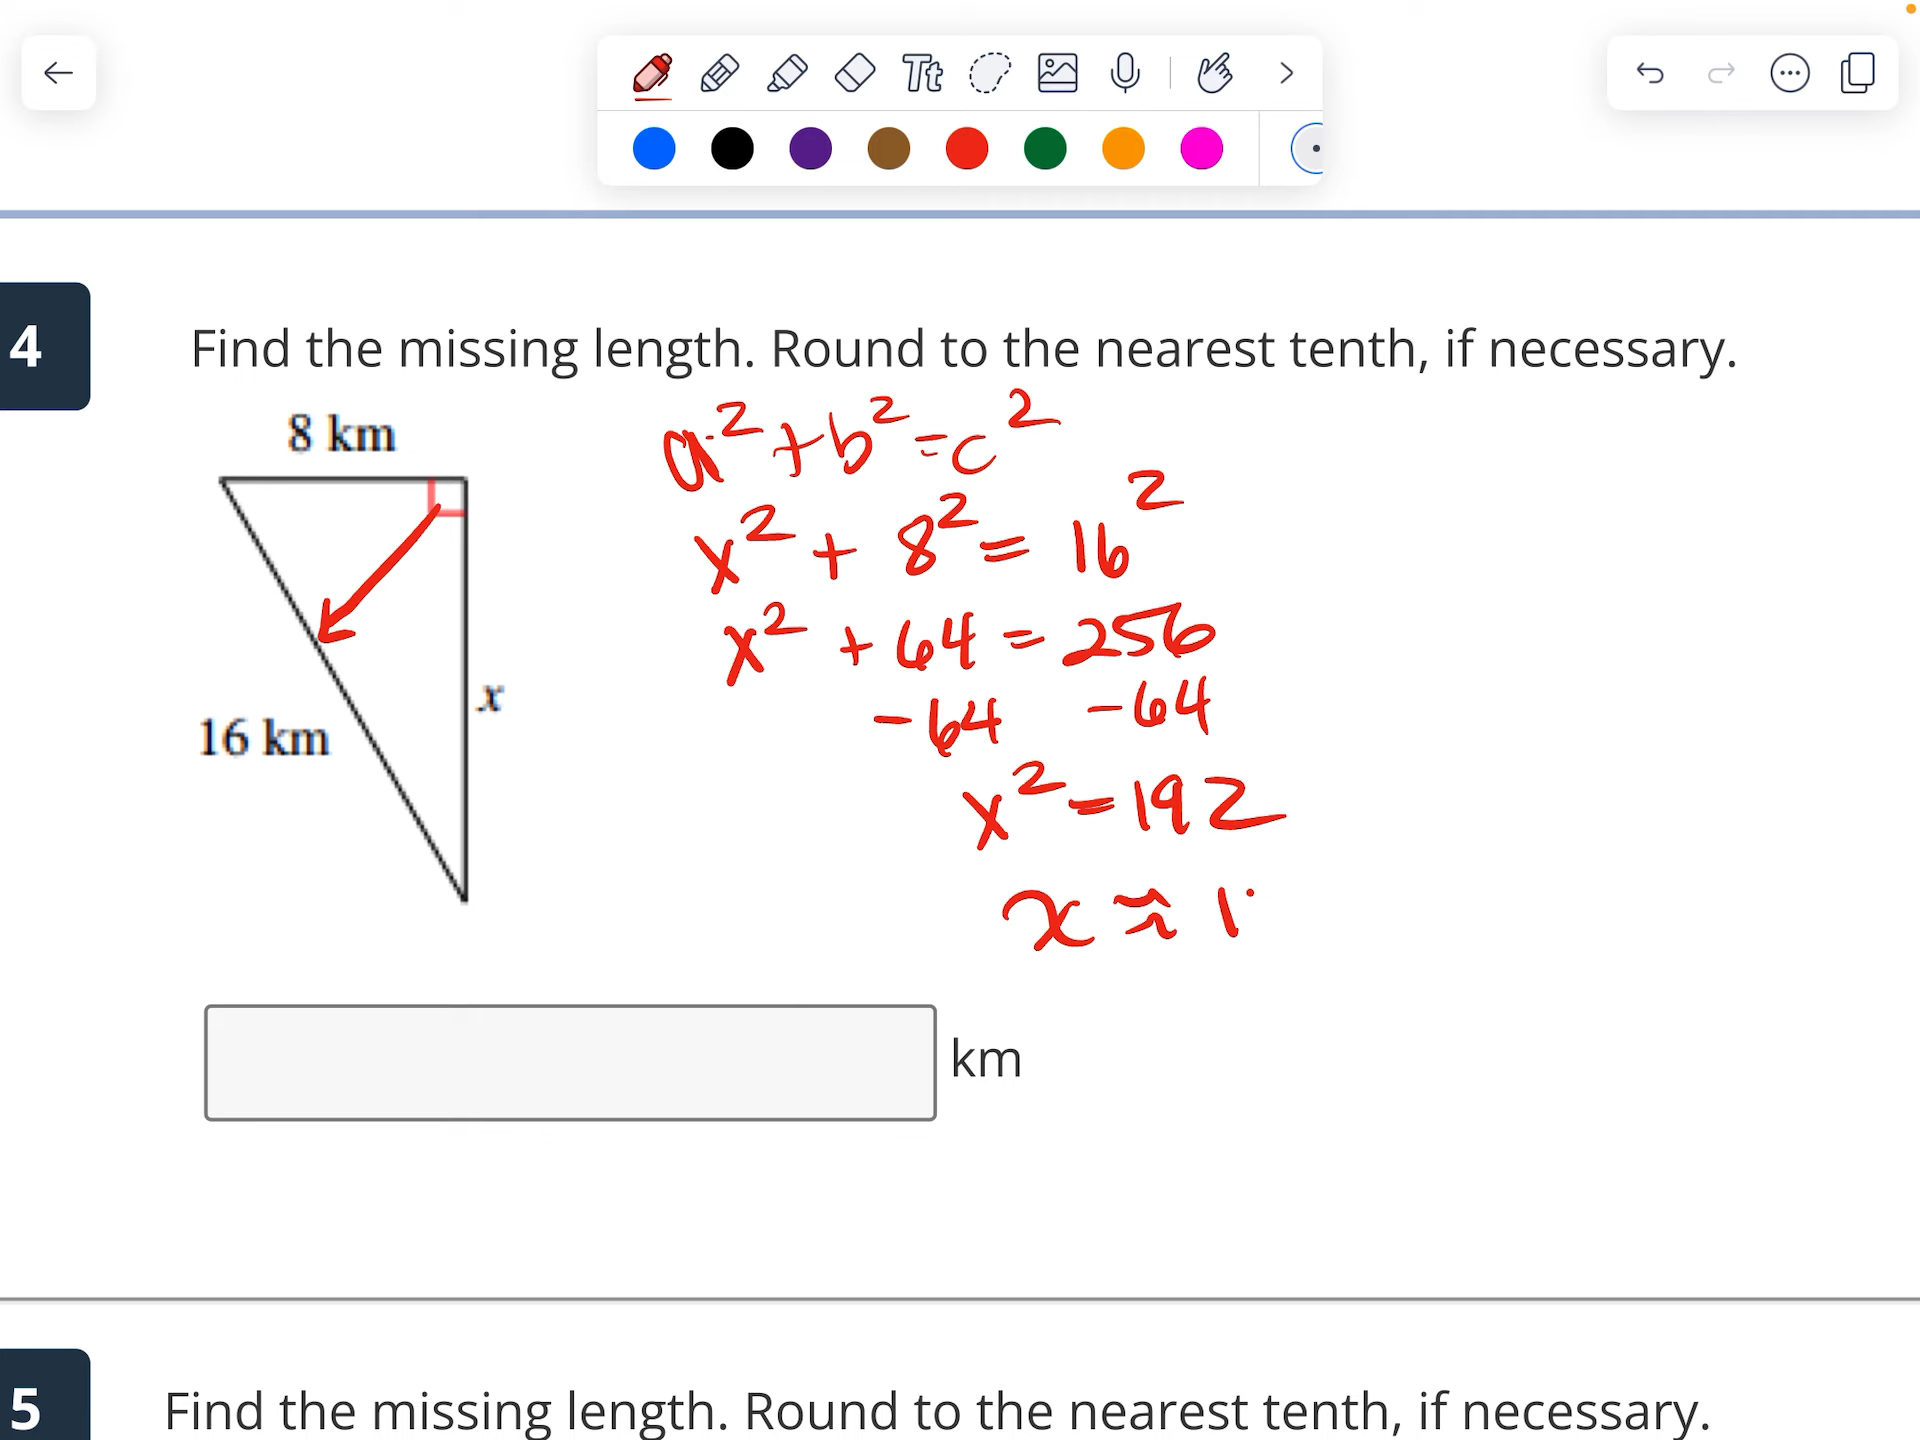 Tt
4
Find the missing length. Round to the nearest tenth, if necessary.
8 km
16 km
x
a² + b² = c²
x² + 8² = 16²
x² + 64 = 256
-64 -64
x² = 192
x ≈ 1
km
5
Find the missing length. Round to the nearest tenth, if necessary.